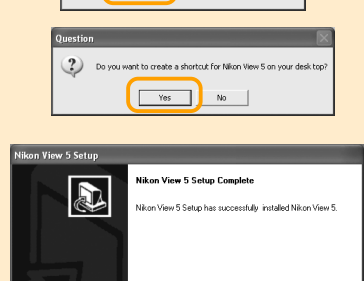 Question
Do you want to create a shortcut for Nikon View 5 on your desk top?
Yes No
Nikon View 5 Setup
Nikon View 5 Setup Complete
Nikon View 5 Setup has successfully installed Nikon View 5.